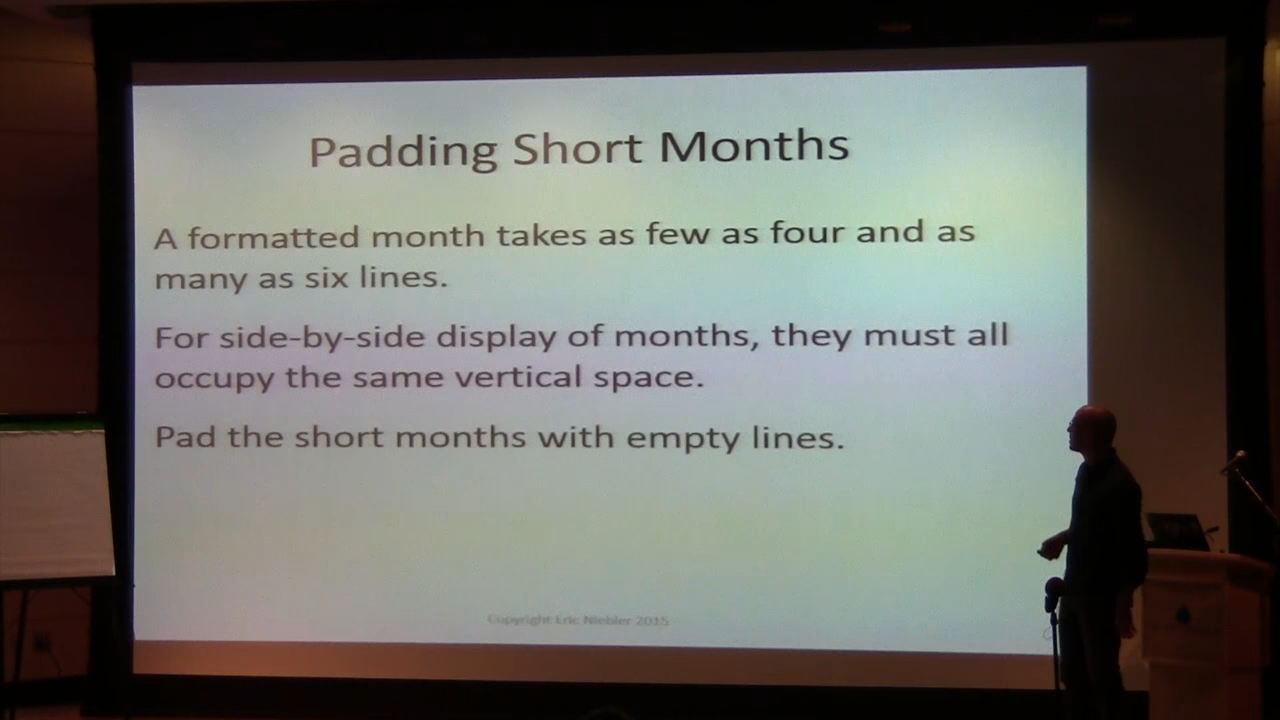 Padding Short Months
A formatted month takes as few as four and as
many as six lines.
For side-by-side display of months, they must all
occupy the same vertical space.
Pad the short months with empty lines.
Copyright Eric Niebler 2015